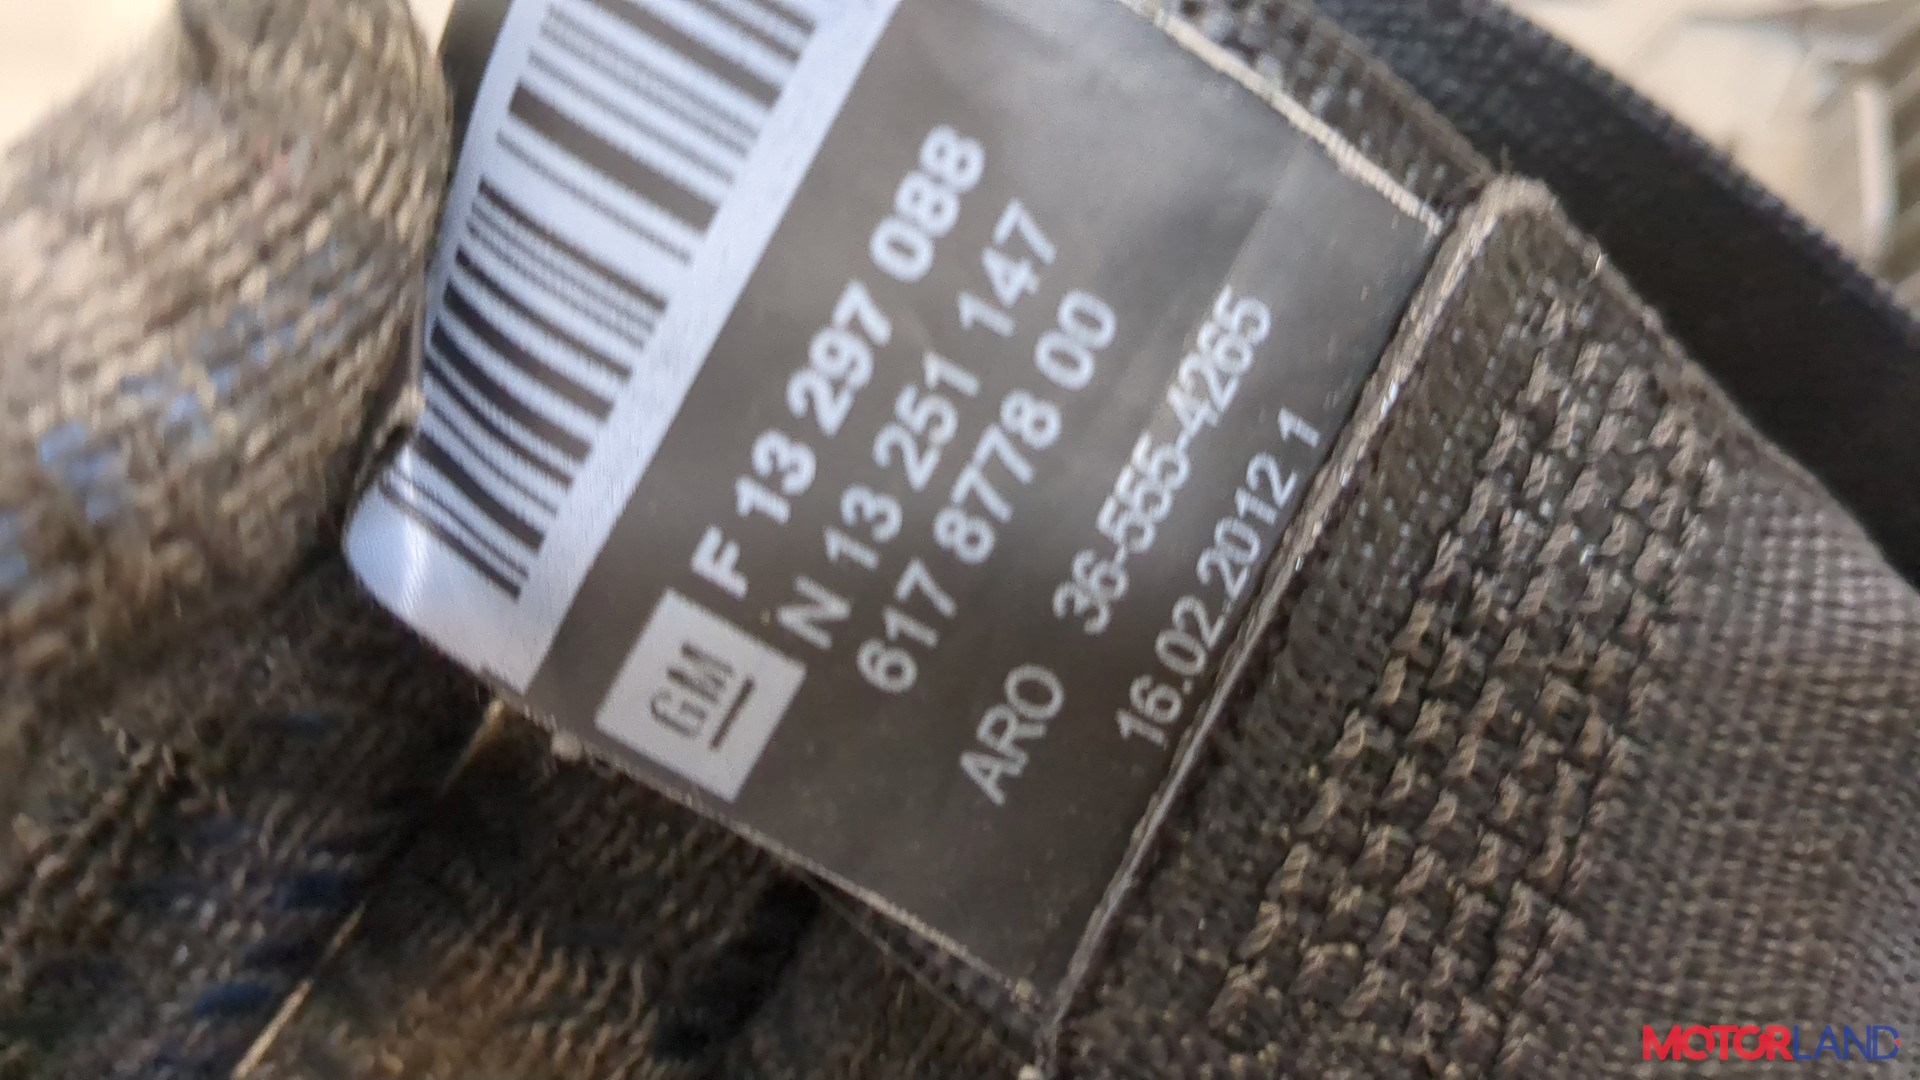 F 13 297 088
GM N 13 251 147
617 8778 00
ARO 36-555-4265
16.02.2012 1
MOTORLAND